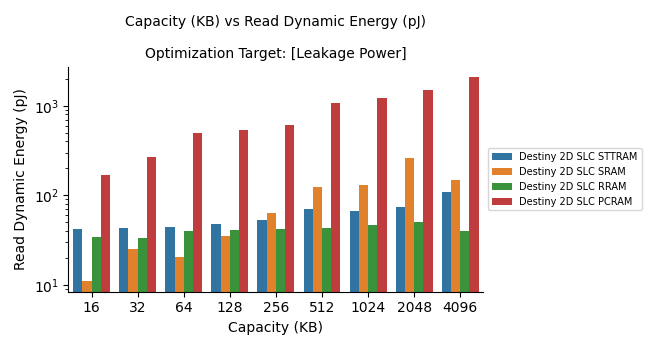 Capacity (KB) vs Read Dynamic Energy (pJ)
Optimization Target: [Leakage Power]
Read Dynamic Energy (pJ)
10³
10²
10¹
16 32 64 128 256 512 1024 2048 4096
Capacity (KB)
Destiny 2D SLC STTRAM
Destiny 2D SLC SRAM
Destiny 2D SLC RRAM
Destiny 2D SLC PCRAM